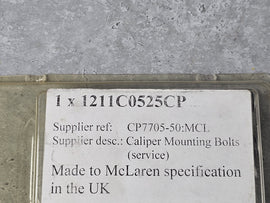 1 x 1211C0525CP
Supplier ref: CP7705-50:MCL
Supplier desc.: Caliper Mounting Bolts
(service)
Made to McLaren specification
in the UK